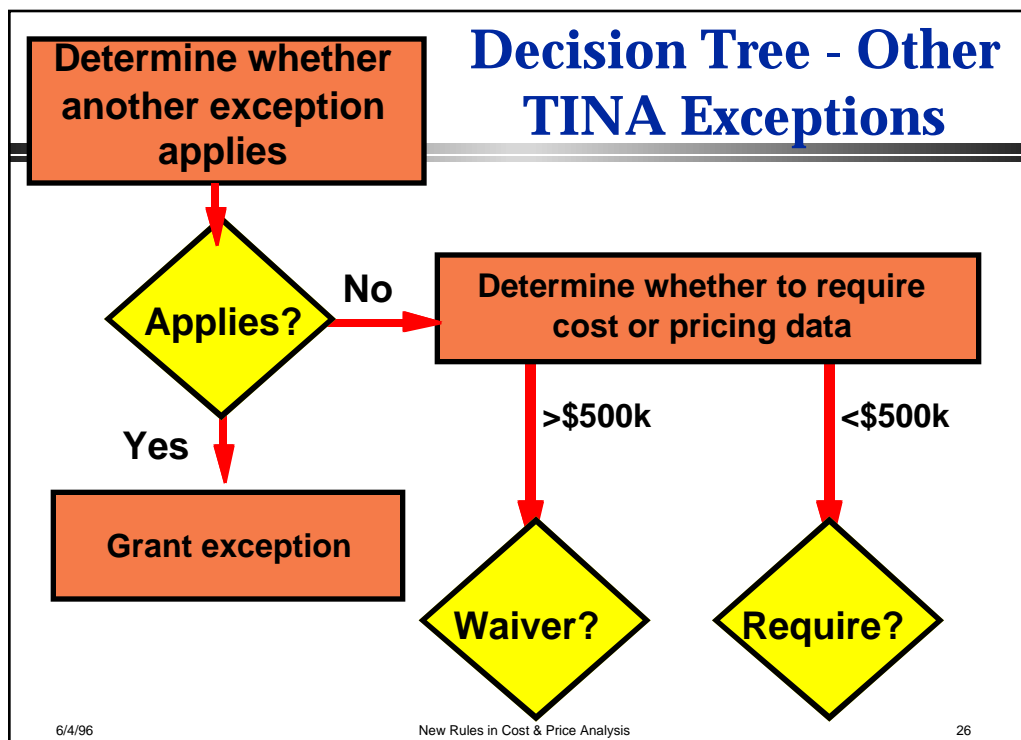 Decision Tree - Other
TINA Exceptions
Determine whether
another exception
applies
Applies?
No
Determine whether to require
cost or pricing data
Yes
>$500k
<$500k
Grant exception
Waiver?
Require?
6/4/96
New Rules in Cost & Price Analysis
26